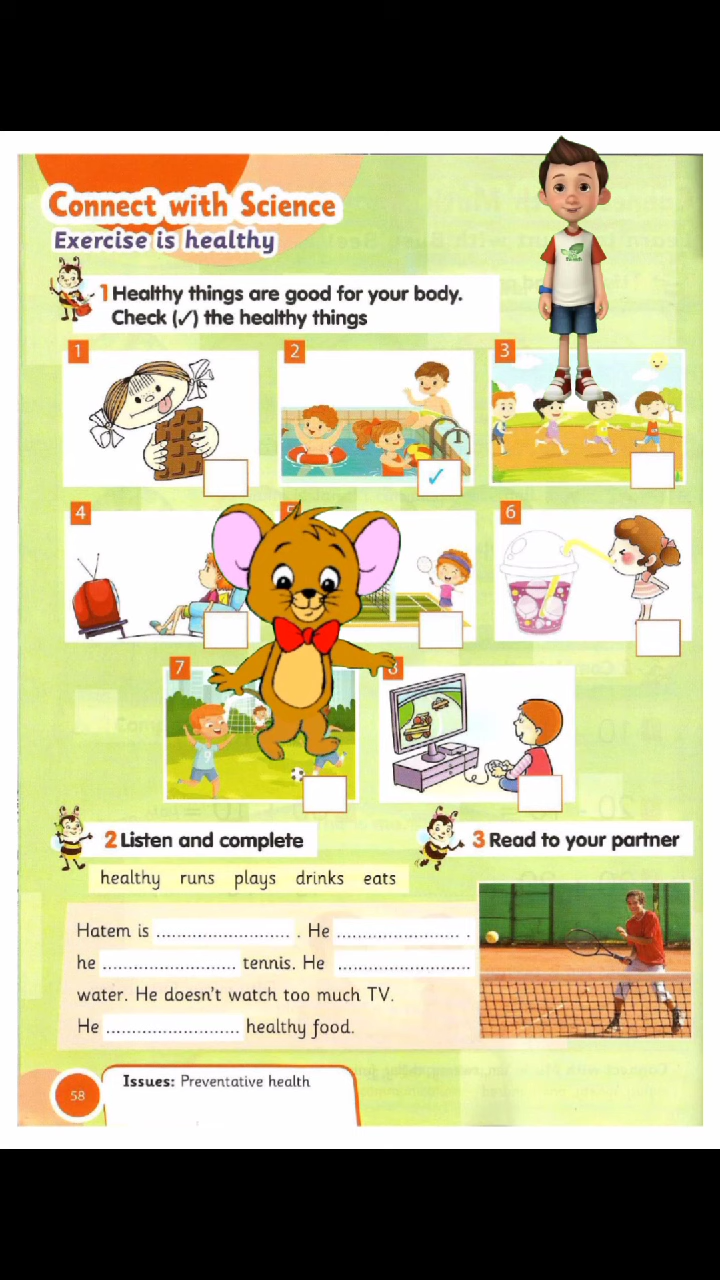 Connect with Science
Exercise is healthy
1 Healthy things are good for your body.
Check (✓) the healthy things
1
2
3
✓
4
5
6
7
8
2 Listen and complete
3 Read to your partner
healthy runs plays drinks eats
Hatem is ........................ . He ........................ .
he ........................ tennis. He ........................
water. He doesn't watch too much TV.
He ........................ healthy food.
58
Issues: Preventative health